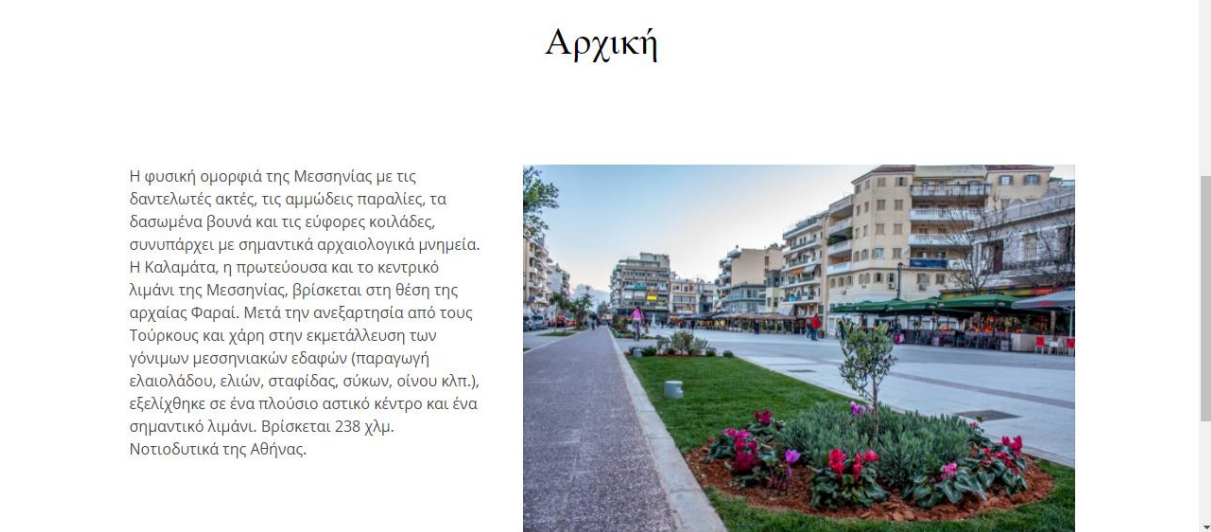 Αρχική
Η φυσική ομορφιά της Μεσσηνίας με τις
δαντελωτές ακτές, τις αμμώδεις παραλίες, τα
δασωμένα βουνά και τις εύφορες κοιλάδες,
συνυπάρχει με σημαντικά αρχαιολογικά μνημεία.
Η Καλαμάτα, η πρωτεύουσα και το κεντρικό
λιμάνι της Μεσσηνίας, βρίσκεται στη θέση της
αρχαίας Φαραί. Μετά την ανεξαρτησία από τους
Τούρκους και χάρη στην εκμετάλλευση των
γόνιμων μεσσηνιακών εδαφών (παραγωγή
ελαιολάδου, ελιών, σταφίδας, σύκων, οίνου κλπ.),
εξελίχθηκε σε ένα πλούσιο αστικό κέντρο και ένα
σημαντικό λιμάνι. Βρίσκεται 238 χλμ.
Νοτιοδυτικά της Αθήνας.